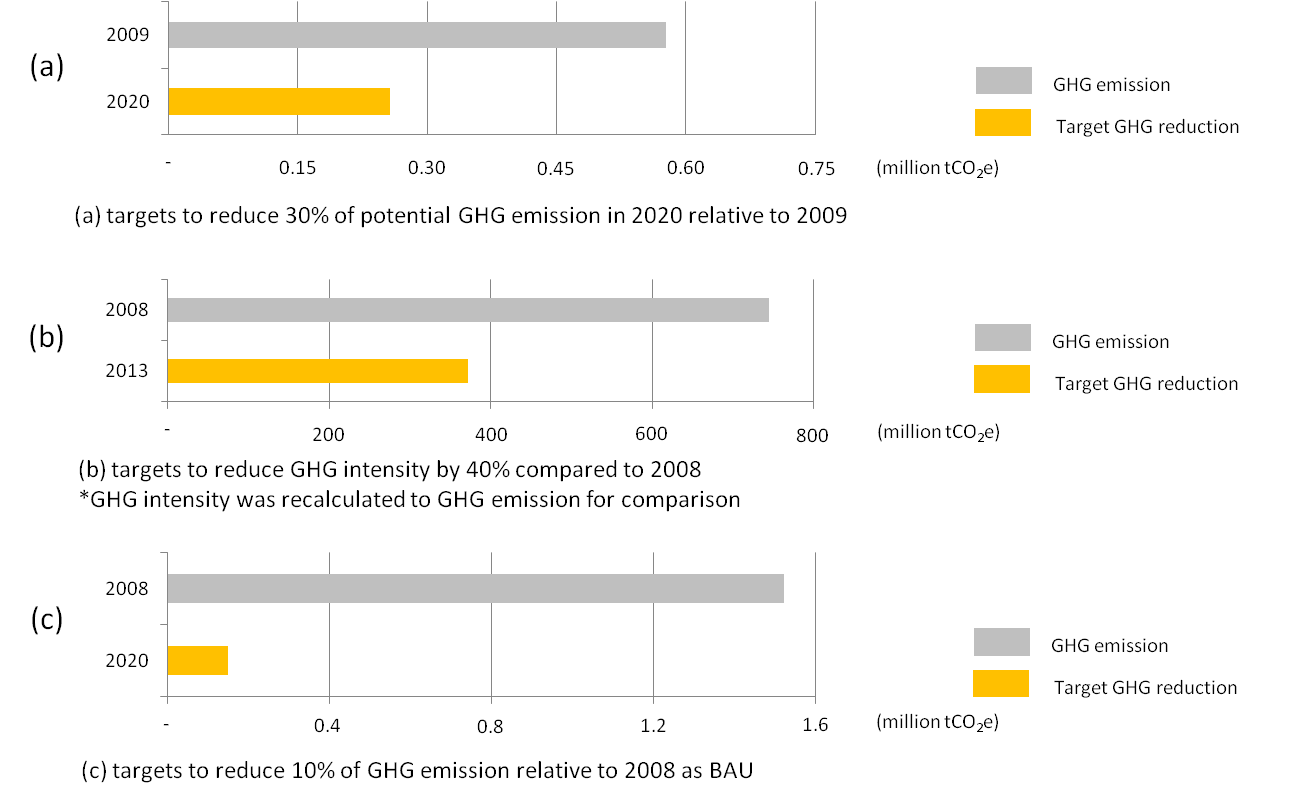 2009
(a)
2020
GHG emission
Target GHG reduction
- 0.15 0.30 0.45 0.60 0.75 (million tCO₂e)
(a) targets to reduce 30% of potential GHG emission in 2020 relative to 2009
2008
(b)
2013
GHG emission
Target GHG reduction
- 200 400 600 800 (million tCO₂e)
(b) targets to reduce GHG intensity by 40% compared to 2008
*GHG intensity was recalculated to GHG emission for comparison
2008
(c)
2020
GHG emission
Target GHG reduction
- 0.4 0.8 1.2 1.6 (million tCO₂e)
(c) targets to reduce 10% of GHG emission relative to 2008 as BAU